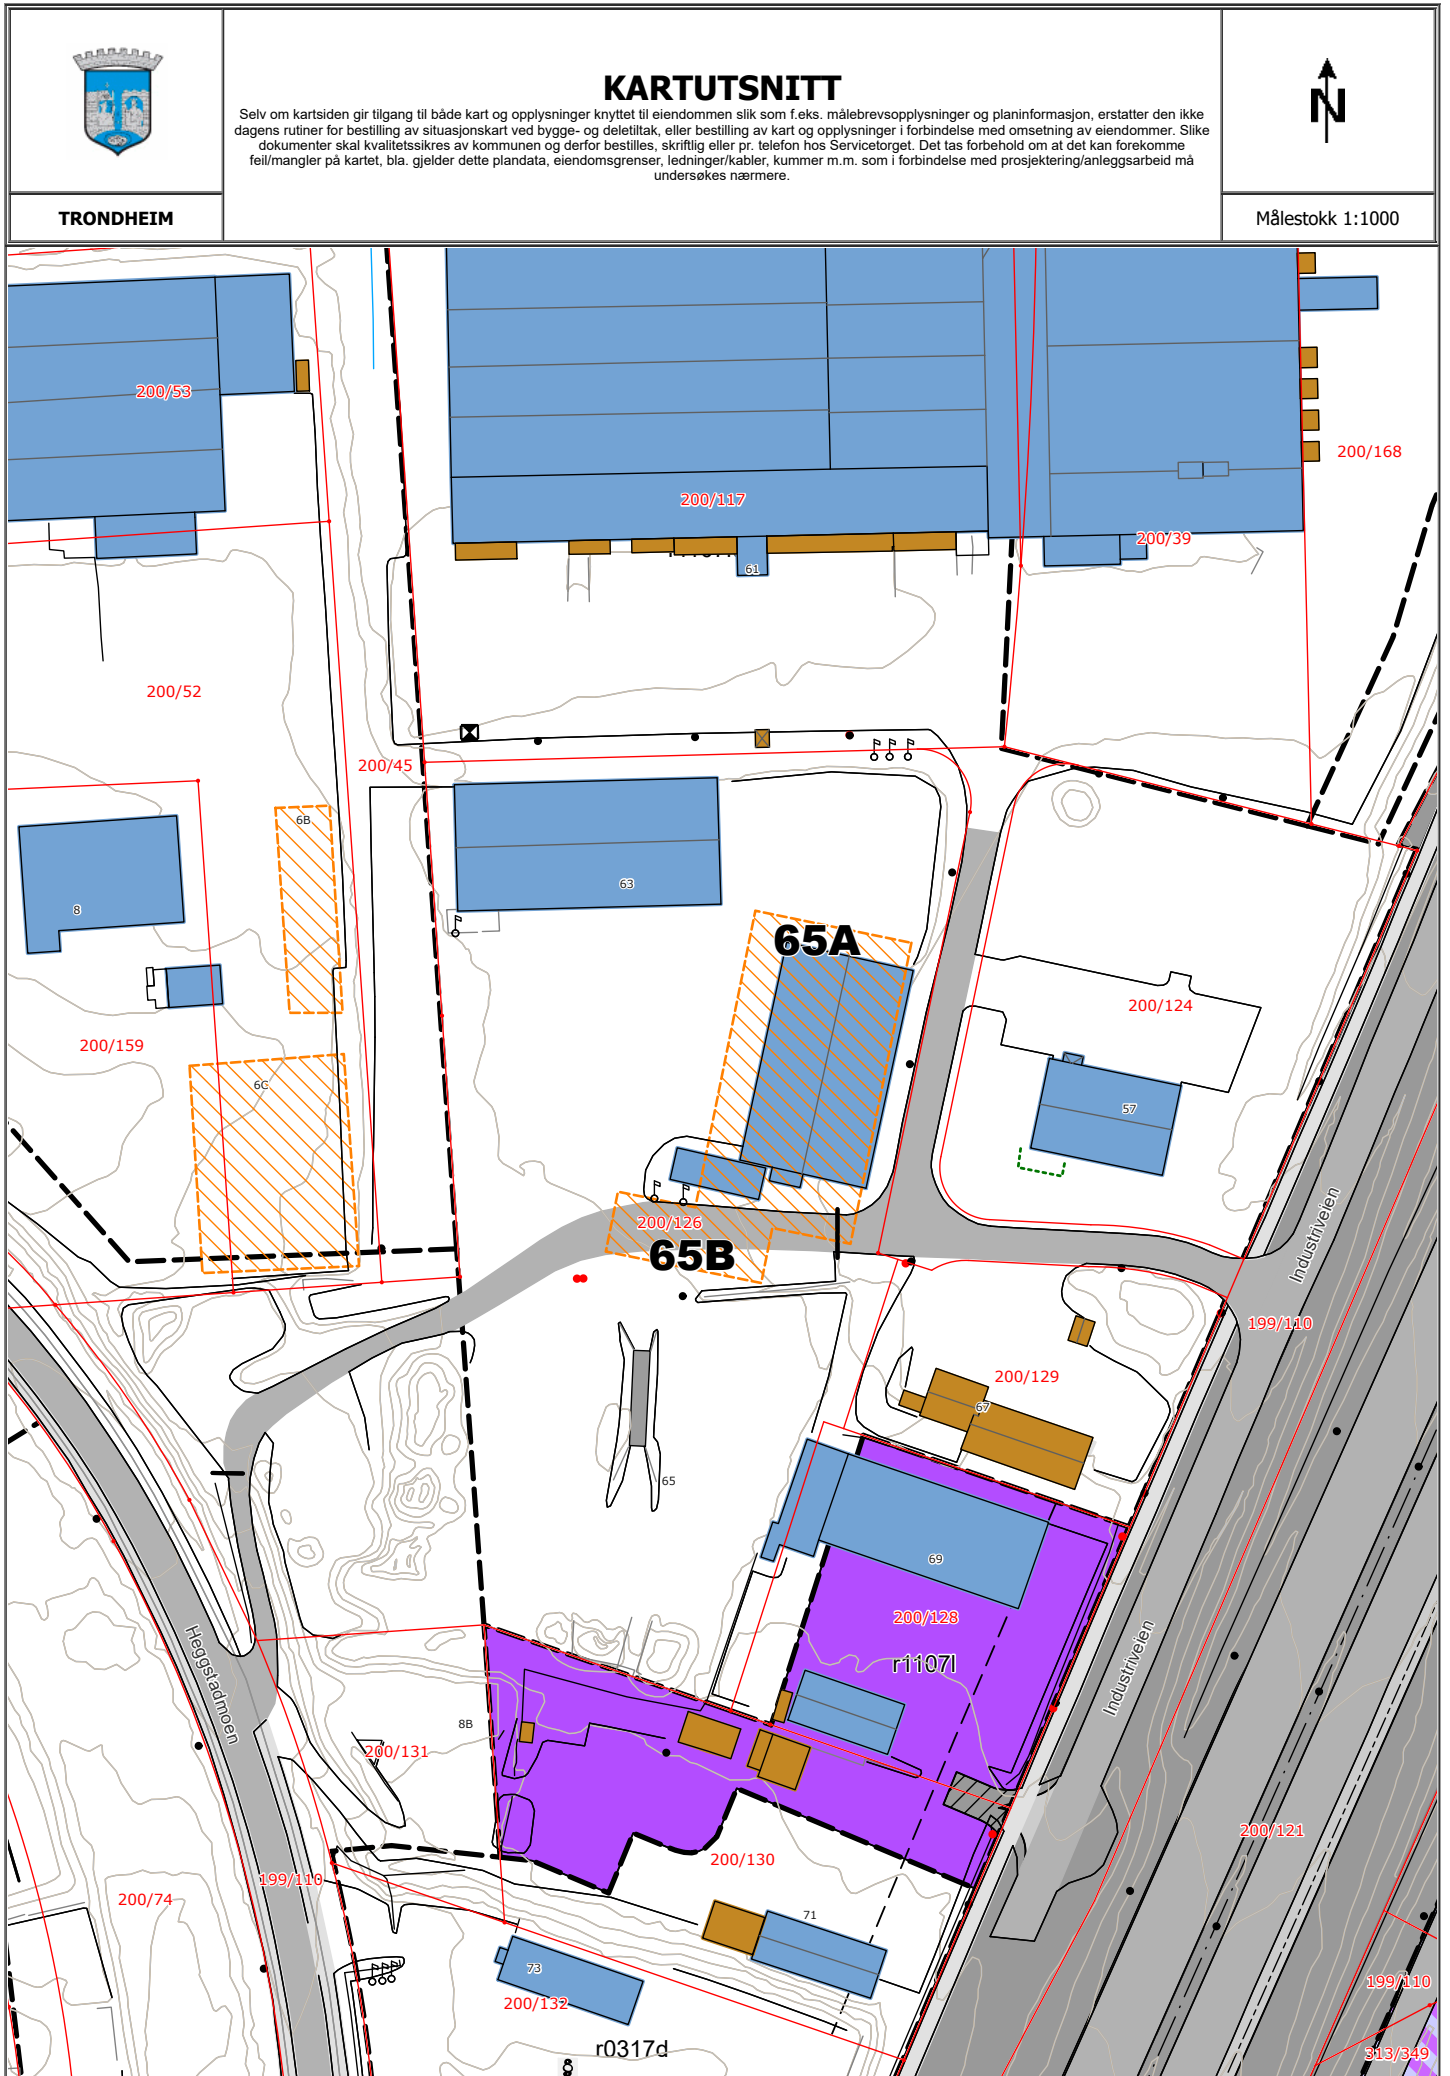 KARTUTSNITT
Selv om kartsiden gir tilgang til både kart og opplysninger knyttet til eiendommen slik som f.eks. målebrevsopplysninger og planinformasjon, erstatter den ikke
dagens rutiner for bestilling av situasjonskart ved bygge- og deletiltak, eller bestilling av kart og opplysninger i forbindelse med omsetning av eiendommer. Slike
dokumenter skal kvalitetssikres av kommunen og derfor bestilles, skriftlig eller pr. telefon hos Servicetorget. Det tas forbehold om at det kan forekomme
feil/mangler på kartet, bla. gjelder dette plandata, eiendomsgrenser, ledninger/kabler, kummer m.m. som i forbindelse med prosjektering/anleggsarbeid må
undersøkes nærmere.
N
TRONDHEIM
Målestokk 1:1000
200/53
200/168
200/117
200/39
61
200/52
200/45
6B
63
8
65A
200/124
200/159
6C
57
200/126
65B
Industriveien
199/110
200/129
67
65
69
200/128
Heggstadmoen
r1107l
Industriveien
8B
200/131
200/121
200/130
199/110
200/74
71
73
199/110
200/132
r0317d
313/349